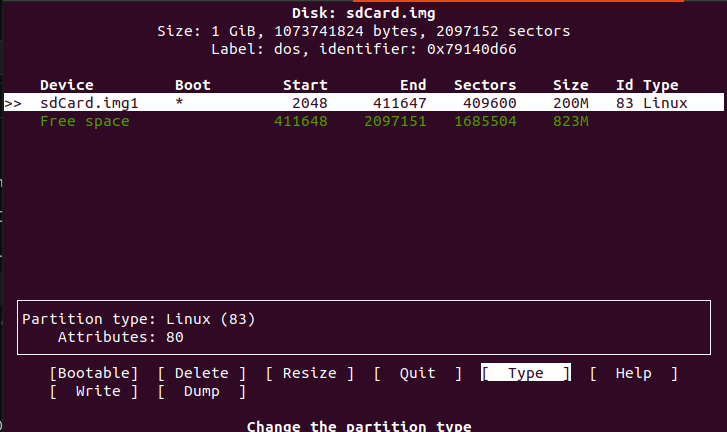 Disk: sdCard.img
Size: 1 GiB, 1073741824 bytes, 2097152 sectors
Label: dos, identifier: 0x79140d66
Device Boot Start End Sectors Size Id Type
>> sdCard.img1 * 2048 411647 409600 200M 83 Linux
Free space 411648 2097151 1685504 823M
Partition type: Linux (83)
Attributes: 80
[Bootable] [ Delete ] [ Resize ] [ Quit ] [ Type ] [ Help ]
[ Write ] [ Dump ]
Change the partition type